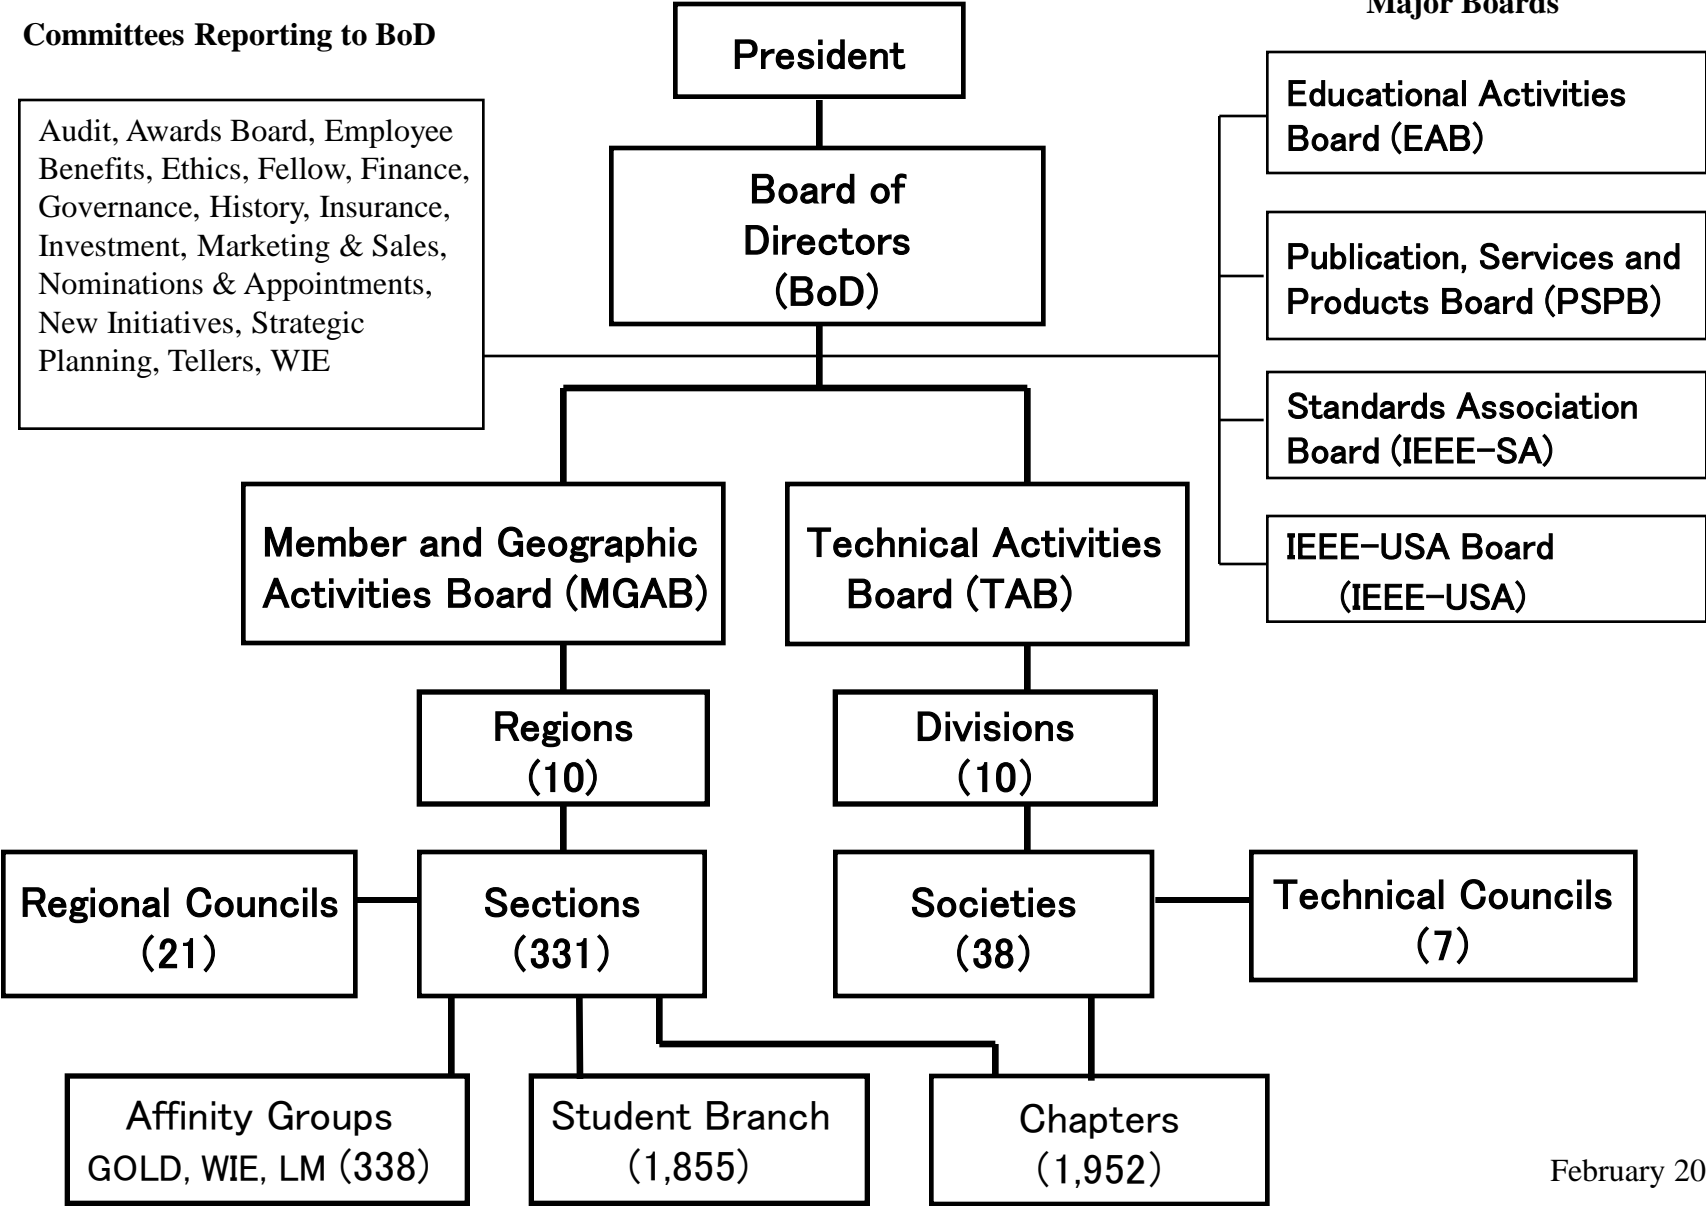 Committees Reporting to BoD
Audit, Awards Board, Employee
Benefits, Ethics, Fellow, Finance,
Governance, History, Insurance,
Investment, Marketing & Sales,
Nominations & Appointments,
New Initiatives, Strategic
Planning, Tellers, WIE
President
Board of
Directors
(BoD)
Major Boards
Educational Activities
Board (EAB)
Publication, Services and
Products Board (PSPB)
Standards Association
Board (IEEE-SA)
IEEE-USA Board
(IEEE-USA)
Member and Geographic
Activities Board (MGAB)
Technical Activities
Board (TAB)
Regions
(10)
Divisions
(10)
Regional Councils
(21)
Sections
(331)
Societies
(38)
Technical Councils
(7)
Affinity Groups
GOLD, WIE, LM (338)
Student Branch
(1,855)
Chapters
(1,952)
February 20